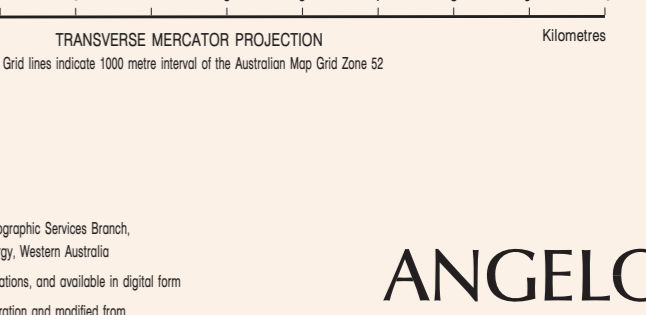 TRANSVERSE MERCATOR PROJECTION
Kilometres
Grid lines indicate 1000 metre interval of the Australian Map Grid Zone 52
ographic Services Branch,
rgy, Western Australia
ations, and available in digital form
ration and modified from
ANGELO